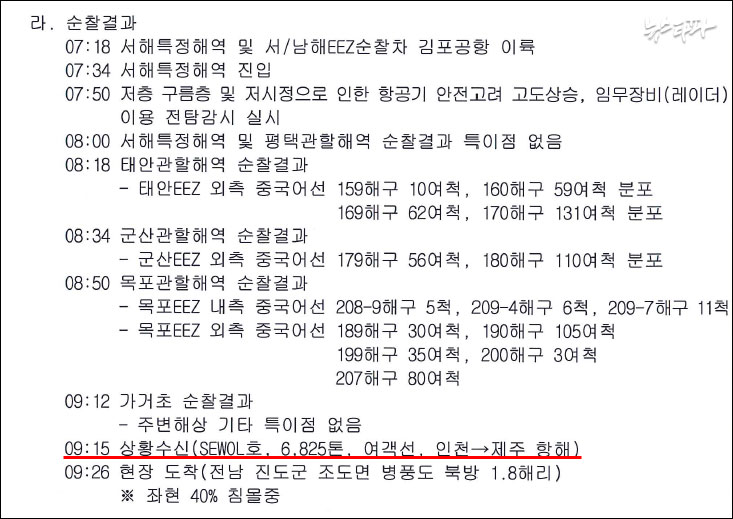 뉴스타파
라. 순찰결과
07:18 서해특정해역 및 서/남해EEZ순찰차 김포공항 이륙
07:34 서해특정해역 진입
07:50 저층 구름층 및 저시정으로 인한 항공기 안전고려 고도상승, 임무장비(레이더)
이용 전탐감시 실시
08:00 서해특정해역 및 평택관할해역 순찰결과 특이점 없음
08:18 태안관할해역 순찰결과
- 태안EEZ 외측 중국어선 159해구 10여척, 160해구 59여척 분포
169해구 62여척, 170해구 131여척 분포
08:34 군산관할해역 순찰결과
- 군산EEZ 외측 중국어선 179해구 56여척, 180해구 110여척 분포
08:50 목포관할해역 순찰결과
- 목포EEZ 내측 중국어선 208-9해구 5척, 209-4해구 6척, 209-7해구 11척
- 목포EEZ 외측 중국어선 189해구 30여척, 190해구 105여척
199해구 35여척, 200해구 3여척
207해구 80여척
09:12 가거초 순찰결과
- 주변해상 기타 특이점 없음
09:15 상황수신(SEWOL호, 6,825톤, 여객선, 인천→제주 항해)
09:26 현장 도착(전남 진도군 조도면 병풍도 북방 1.8해리)
※ 좌현 40% 침몰중